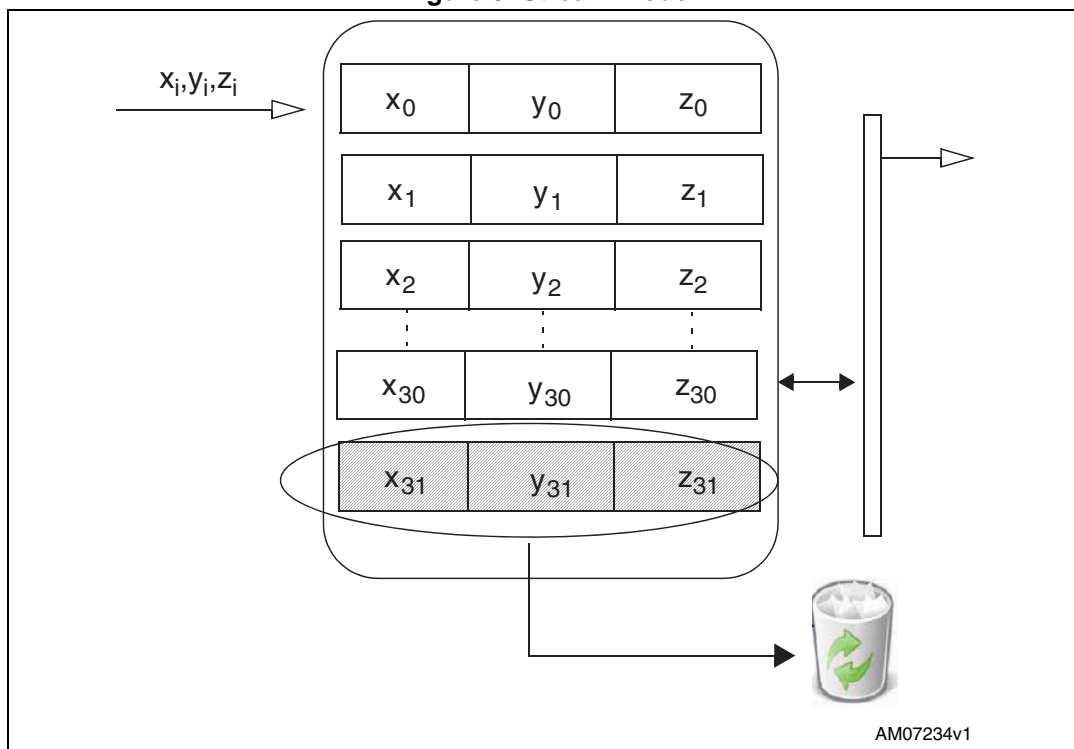 xᵢ,yᵢ,zᵢ
x₀ y₀ z₀
x₁ y₁ z₁
x₂ y₂ z₂
x₃₀ y₃₀ z₃₀
x₃₁ y₃₁ z₃₁
AM07234v1